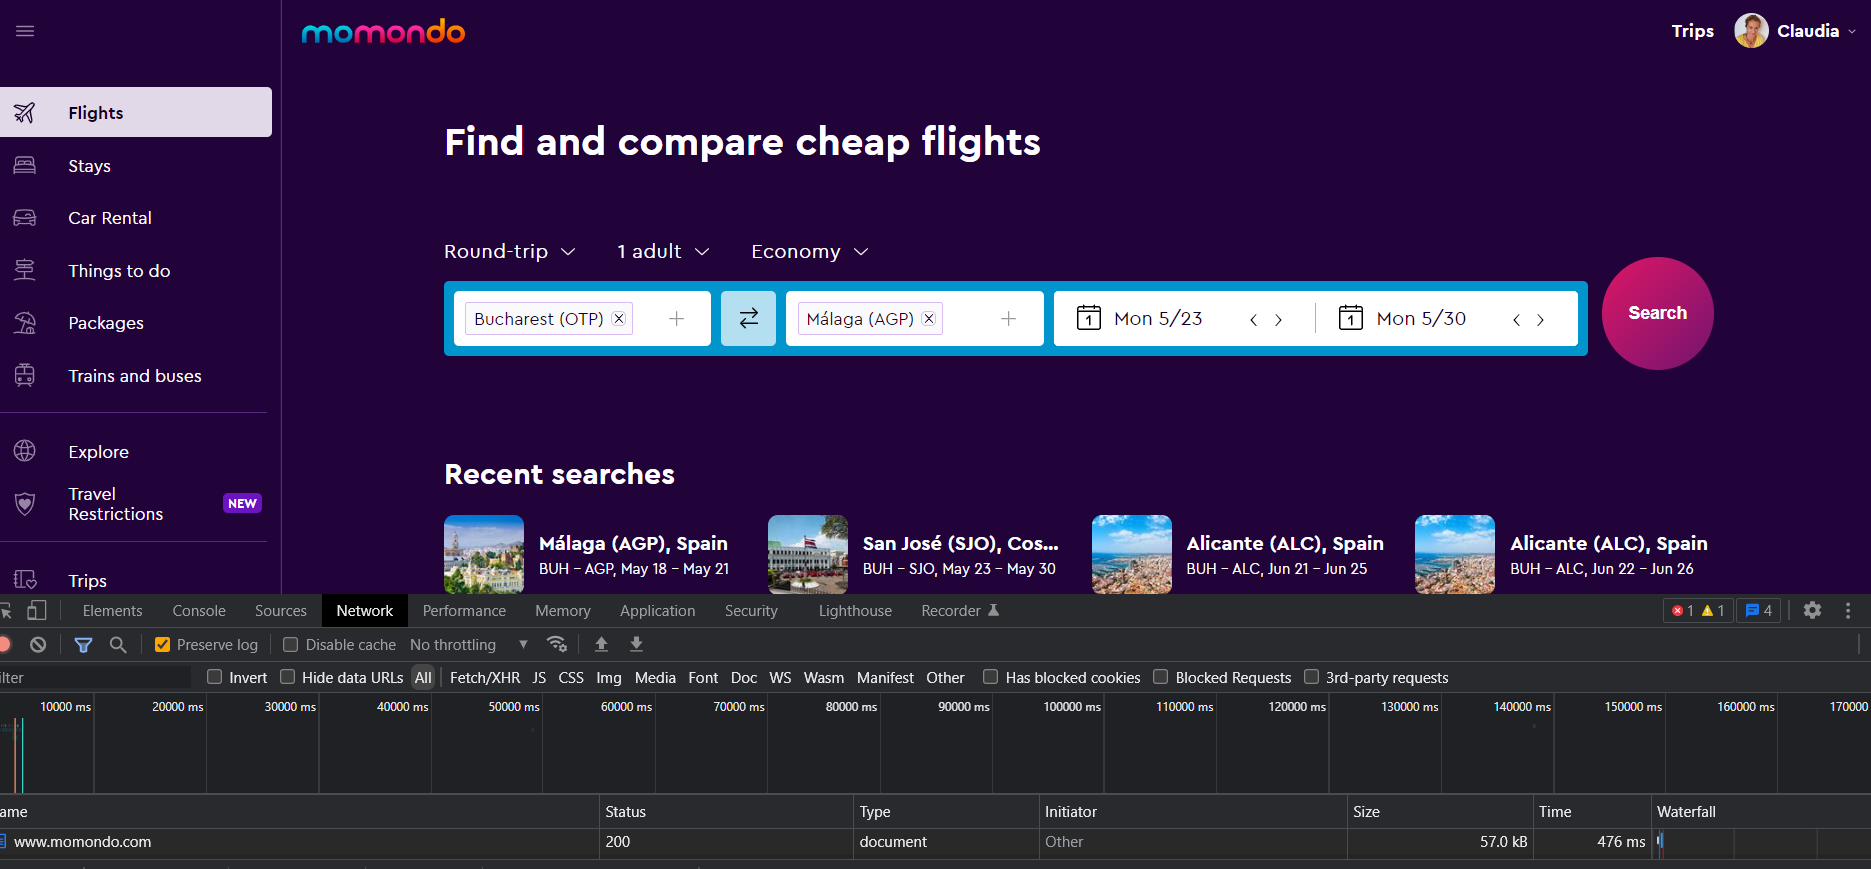 momondo
Trips
Claudia
Flights
Stays
Car Rental
Things to do
Packages
Trains and buses
Explore
Travel
Restrictions
NEW
Trips
Find and compare cheap flights
Round-trip
1 adult
Economy
Bucharest (OTP)
Málaga (AGP)
1
Mon 5/23
1
Mon 5/30
Search
Recent searches
Málaga (AGP), Spain
BUH – AGP, May 18 – May 21
San José (SJO), Cos...
BUH – SJO, May 23 – May 30
Alicante (ALC), Spain
BUH – ALC, Jun 21 – Jun 25
Alicante (ALC), Spain
BUH – ALC, Jun 22 – Jun 26
Elements Console Sources Network Performance Memory Application Security Lighthouse Recorder 1 1 4
Preserve log Disable cache No throttling
ilter Invert Hide data URLs All Fetch/XHR JS CSS Img Media Font Doc WS Wasm Manifest Other Has blocked cookies Blocked Requests 3rd-party requests
10000 ms 20000 ms 30000 ms 40000 ms 50000 ms 60000 ms 70000 ms 80000 ms 90000 ms 100000 ms 110000 ms 120000 ms 130000 ms 140000 ms 150000 ms 160000 ms 170000
ame Status Type Initiator Size Time Waterfall
www.momondo.com 200 document Other 57.0 kB 476 ms